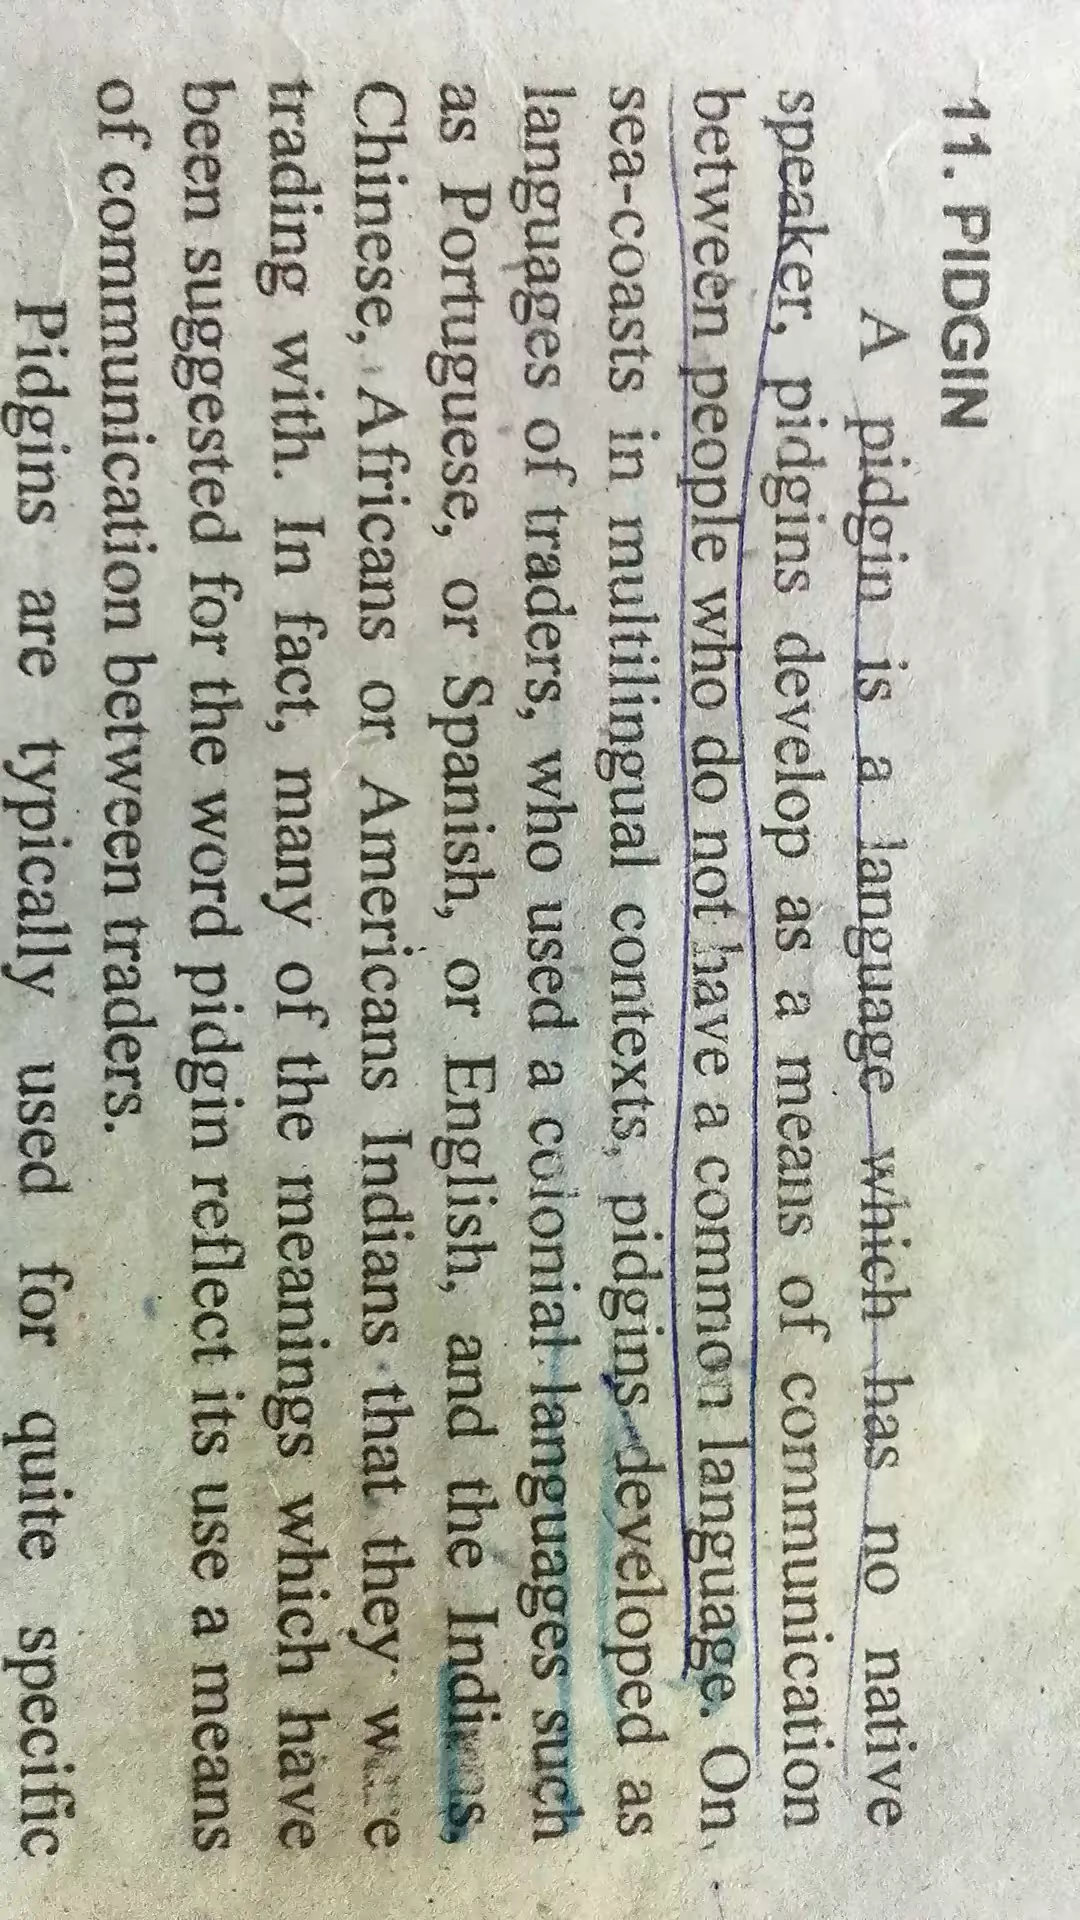 11. PIDGIN
A pidgin is a language which has no native
speaker, pidgins develop as a means of communication
between people who do not have a common language. On
sea-coasts in multilingual contexts, pidgins developed as
languages of traders, who used a colonial languages such
as Portuguese, or Spanish, or English, and the Indians,
Chinese, Africans or Americans Indians that they were
trading with. In fact, many of the meanings which have
been suggested for the word pidgin reflect its use a means
of communication between traders.
Pidgins are typically used for quite specific